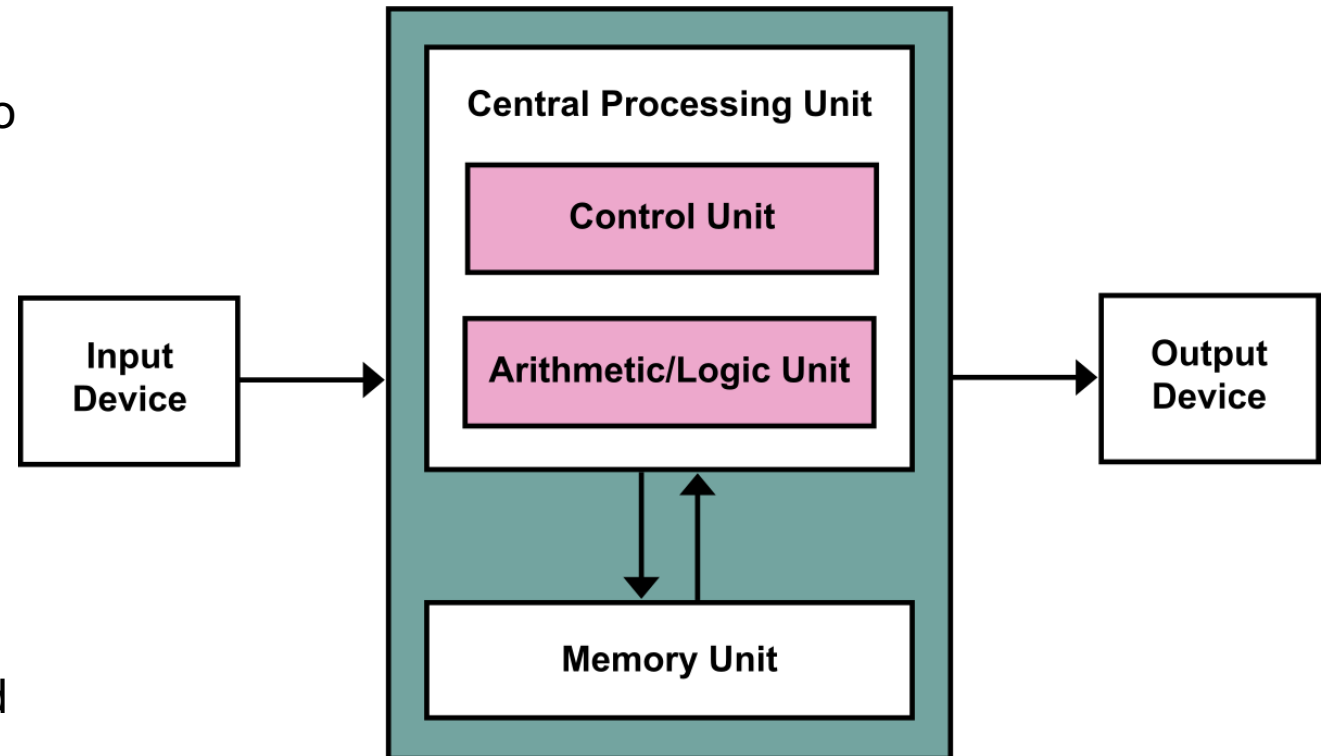 Central Processing Unit
Control Unit
Arithmetic/Logic Unit
Input
Device
Output
Device
Memory Unit